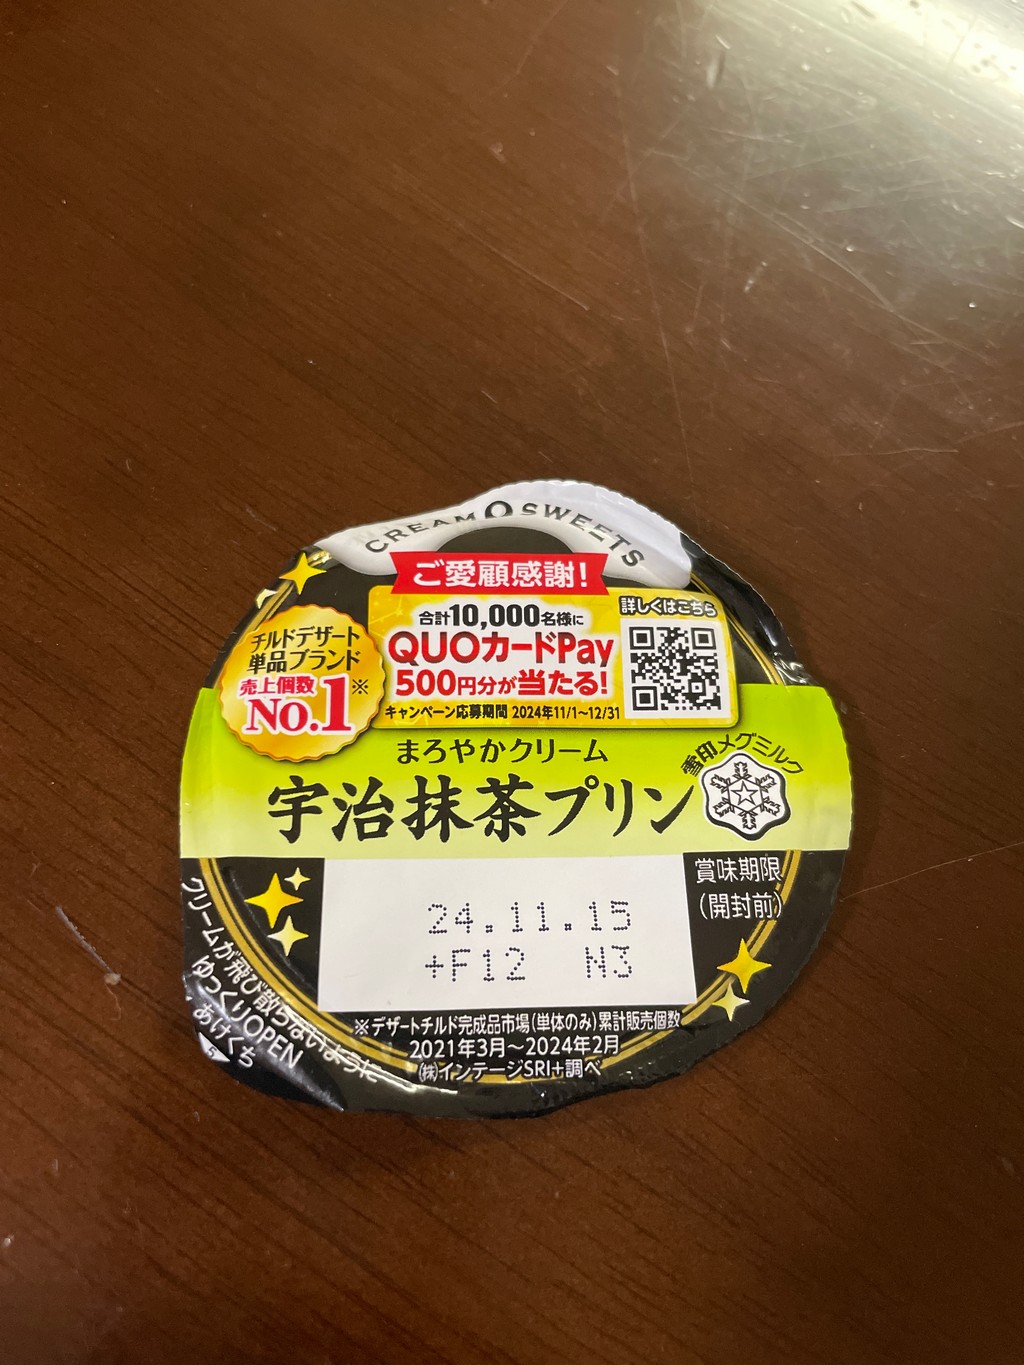 CREAM SWEETS
ご愛顧感謝!
合計10,000名様に
QUOカードPay
500円分が当たる!
キャンペーン応募期間 2024年11/1~12/31
詳しくはこちら
チルドデザート
単品ブランド
売上個数※
No.1
まろやかクリーム
宇治抹茶プリン
雪印メグミルク
賞味期限
(開封前)
24.11.15
+F12 N3
※デザートチルド完成品市場(単体のみ)累計販売個数
2021年3月~2024年2月
(株)インテージSRI+調べ
クリームが飛び散らないように
ゆっくりOPEN
あけくち
5